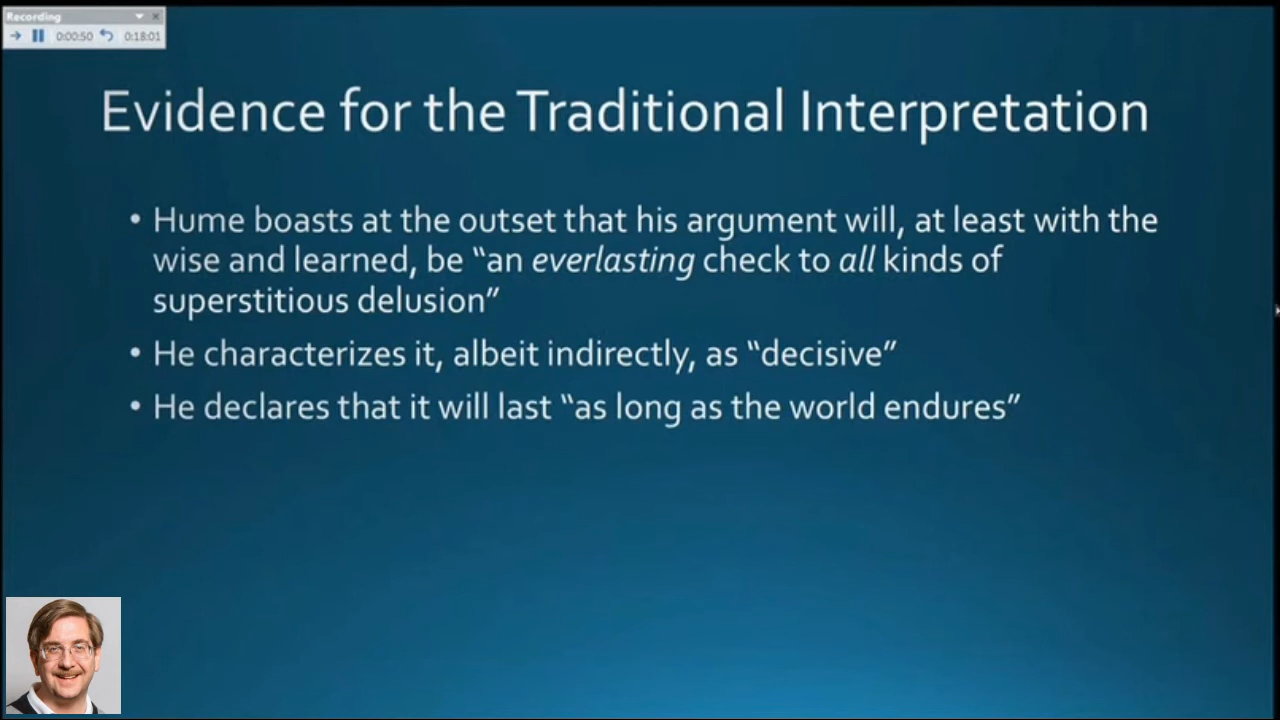 Recording
0:00:50 0:18:01
Evidence for the Traditional Interpretation
• Hume boasts at the outset that his argument will, at least with the
wise and learned, be “an everlasting check to all kinds of
superstitious delusion”
• He characterizes it, albeit indirectly, as “decisive”
• He declares that it will last “as long as the world endures”